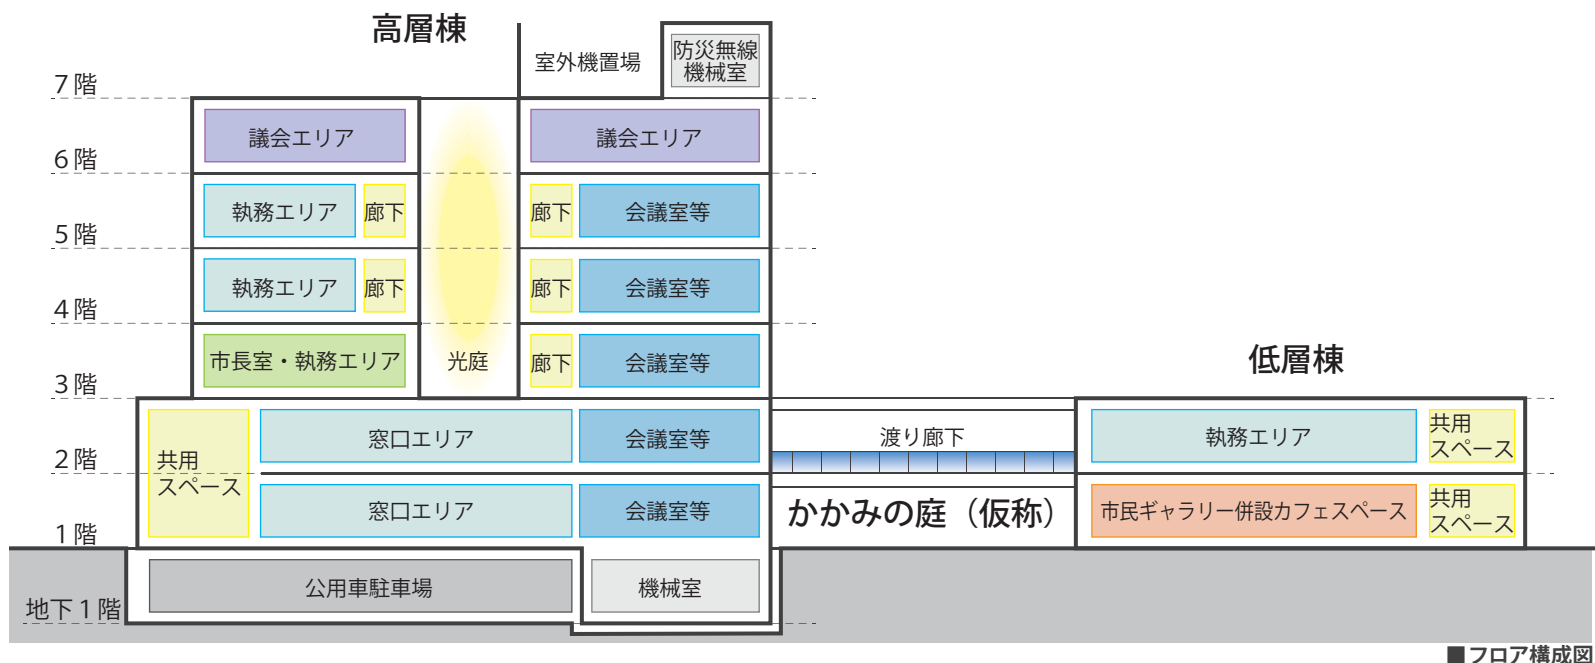 高層棟
室外機置場
防災無線
機械室
7階
議会エリア
議会エリア
6階
執務エリア
廊下
廊下
会議室等
5階
執務エリア
廊下
廊下
会議室等
4階
市長室・執務エリア
光庭
廊下
会議室等
低層棟
3階
共用
スペース
窓口エリア
会議室等
渡り廊下
執務エリア
共用
スペース
2階
窓口エリア
会議室等
かかみの庭（仮称）
市民ギャラリー併設カフェスペース
共用
スペース
1階
公用車駐車場
機械室
地下1階
■フロア構成図